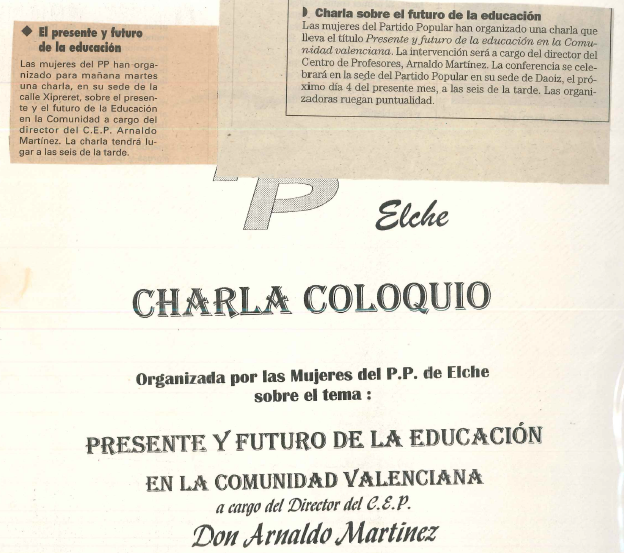 ◆ El presente y futuro
de la educación
Las mujeres del PP han orga-
nizado para mañana martes
una charla, en su sede de la
calle Xipreret, sobre el presen-
te y el futuro de la Educación
en la Comunidad a cargo del
director del C.E.P. Arnaldo
Martínez. La charla tendrá lu-
gar a las seis de la tarde.
Charla sobre el futuro de la educación
Las mujeres del Partido Popular han organizado una charla que
lleva el título Presente y futuro de la educación en la Comu-
nidad valenciana. La intervención será a cargo del director del
Centro de Profesores, Arnaldo Martínez. La conferencia se cele-
brará en la sede del Partido Popular en su sede de Daoiz, el pró-
ximo día 4 del presente mes, a las seis de la tarde. Las organi-
zadoras ruegan puntualidad.
PP
Elche
CHARLA COLOQUIO
Organizada por las Mujeres del P.P. de Elche
sobre el tema :
PRESENTE Y FUTURO DE LA EDUCACIÓN
EN LA COMUNIDAD VALENCIANA
a cargo del Director del C.E.P.
Don Arnaldo Martinez